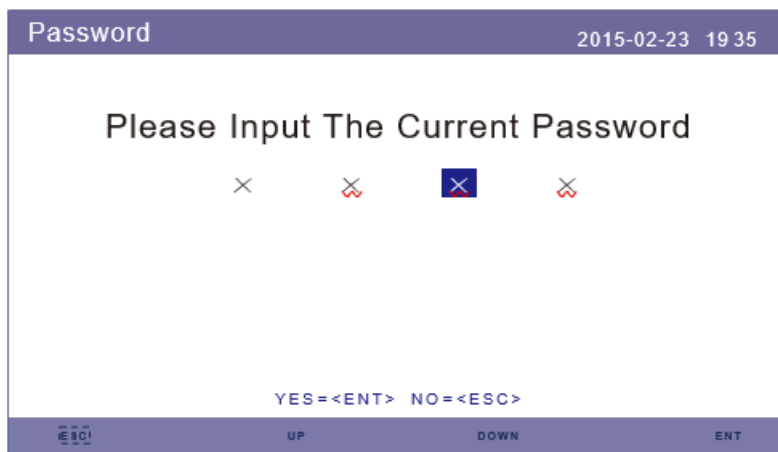 Password 2015-02-23 19 35
Please Input The Current Password
× × × ×
YES=<ENT> NO=<ESC>
ESC UP DOWN ENT